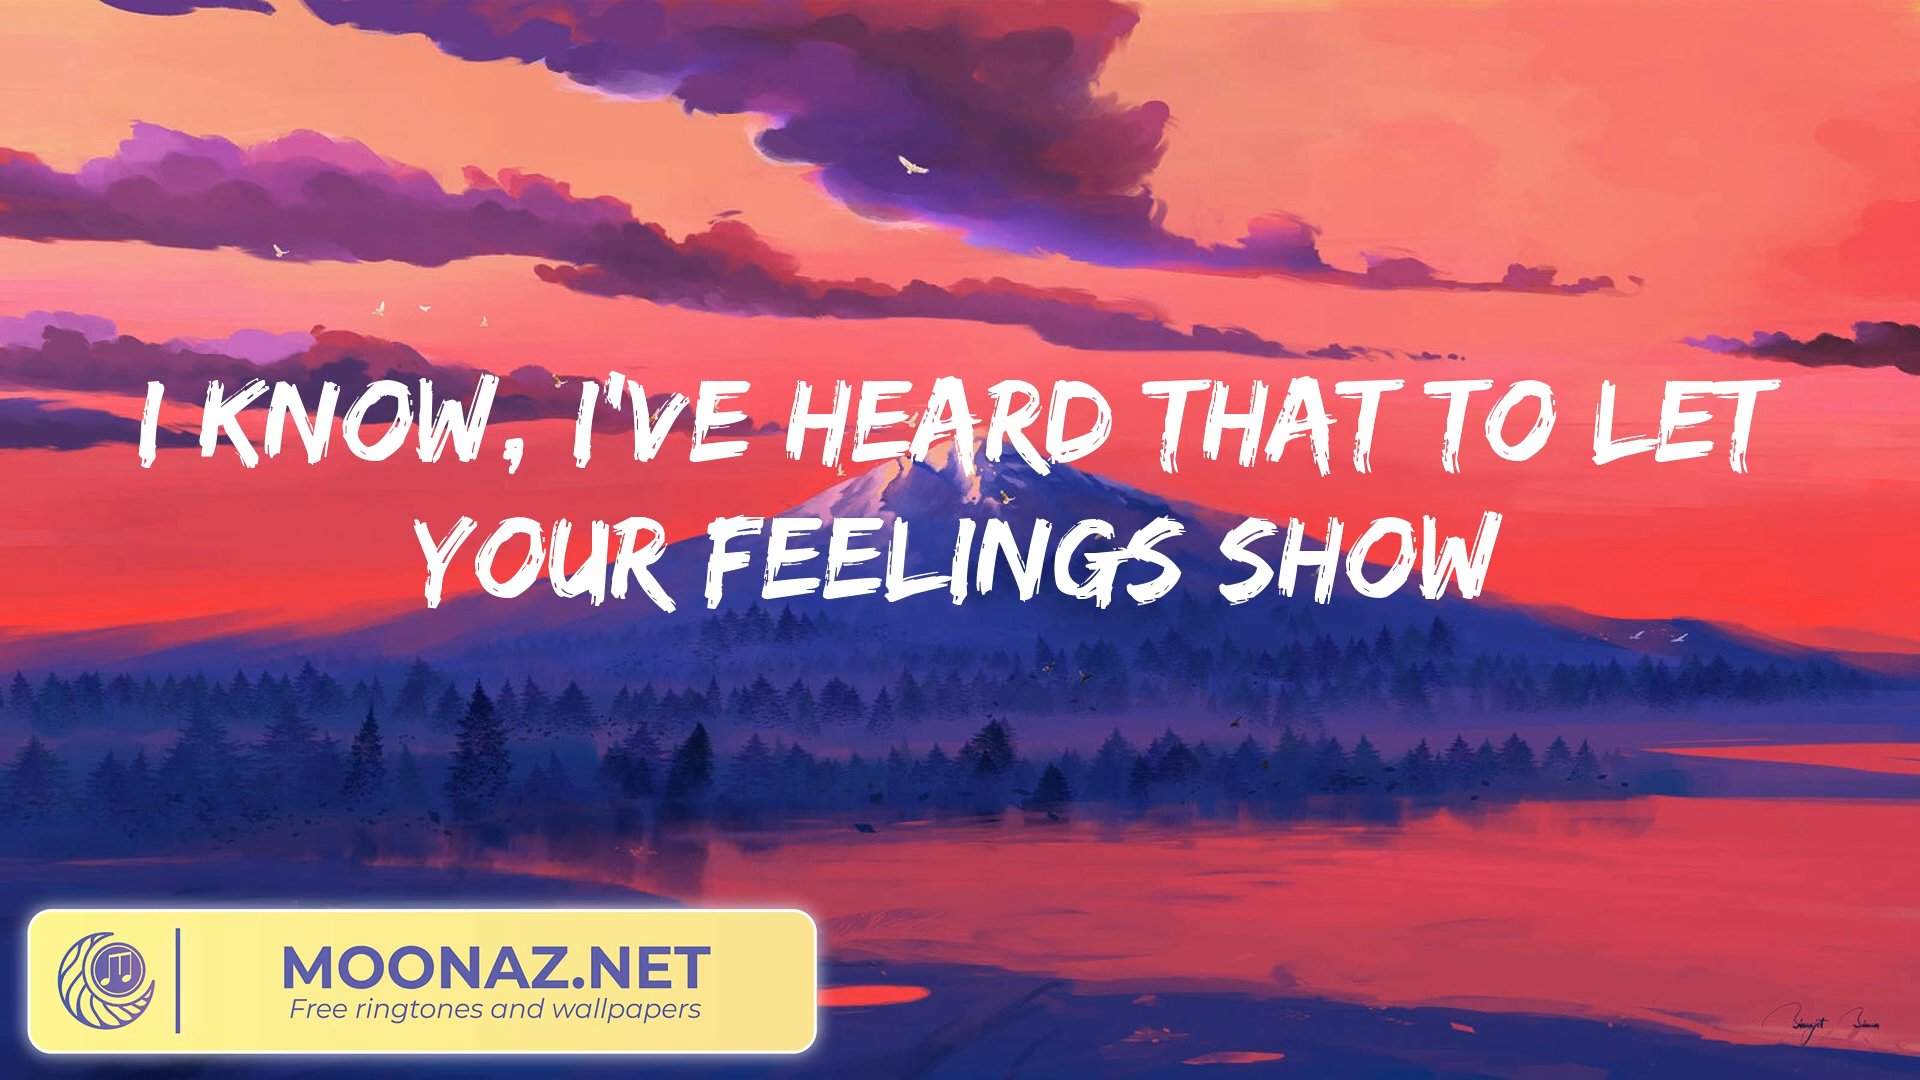 I KNOW, I'VE HEARD THAT TO LET
YOUR FEELINGS SHOW
MOONAZ.NET
Free ringtones and wallpapers